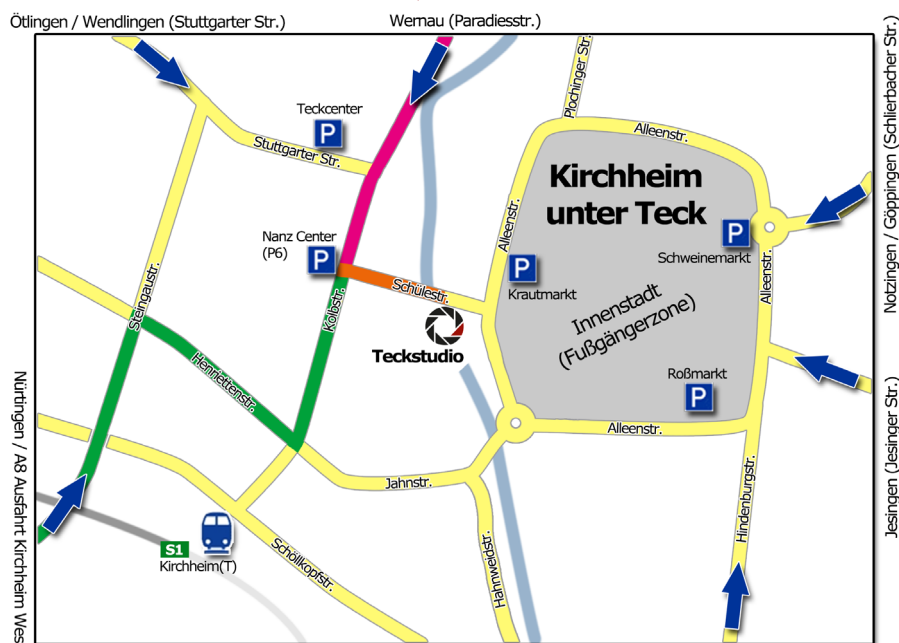 Ötlingen / Wendlingen (Stuttgarter Str.)
Wernau (Paradiesstr.)
Notzingen / Göppingen (Schlierbacher Str.)
Jesingen (Jesinger Str.)
Nürtingen / A8 Ausfahrt Kirchheim Wes
Teckcenter
P
Stuttgarter Str.
Plochinger Str.
Alleenstr.
Kirchheim
unter Teck
Alleenstr.
Nanz Center
(P6)
P
P
Schweinemarkt
Steingaustr.
Kolbstr.
Schülestr.
P
Krautmarkt
Alleenstr.
Innenstadt
(Fußgängerzone)
Teckstudio
Henriettenstr.
Roßmarkt
P
Alleenstr.
Jahnstr.
Hindenburgstr.
Hahnweidstr.
S1
Kirchheim(T)
Schöllkopfstr.